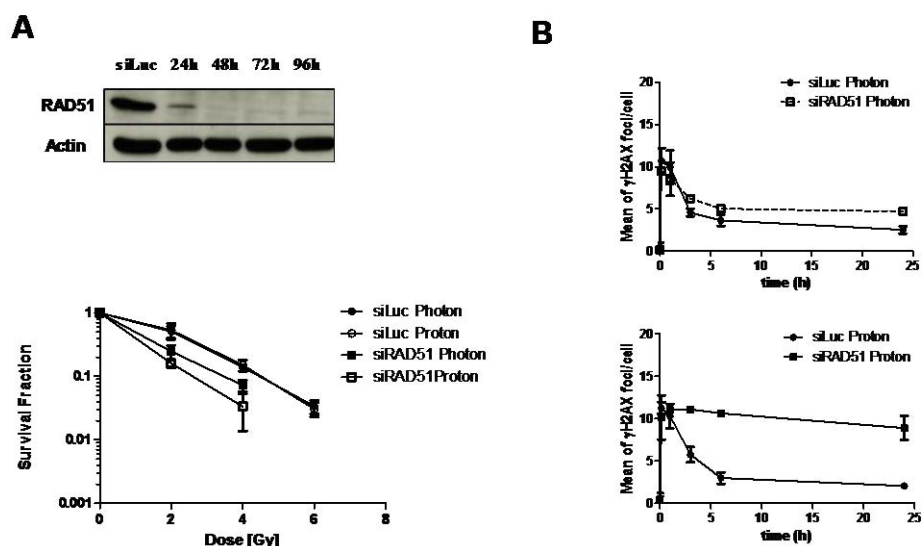 A
siLuc 24h 48h 72h 96h
RAD51
Actin
Survival Fraction
1
0.1
0.01
0.001
0 2 4 6 8
Dose [Gy]
siLuc Photon
siLuc Proton
siRAD51 Photon
siRAD51Proton
B
Mean of γH2AX foci/cell
20
15
10
5
0
0 5 10 15 20 25
time (h)
siLuc Photon
siRAD51 Photon
Mean of γH2AX foci/cell
20
15
10
5
0
0 5 10 15 20 25
time (h)
siLuc Proton
siRAD51 Proton